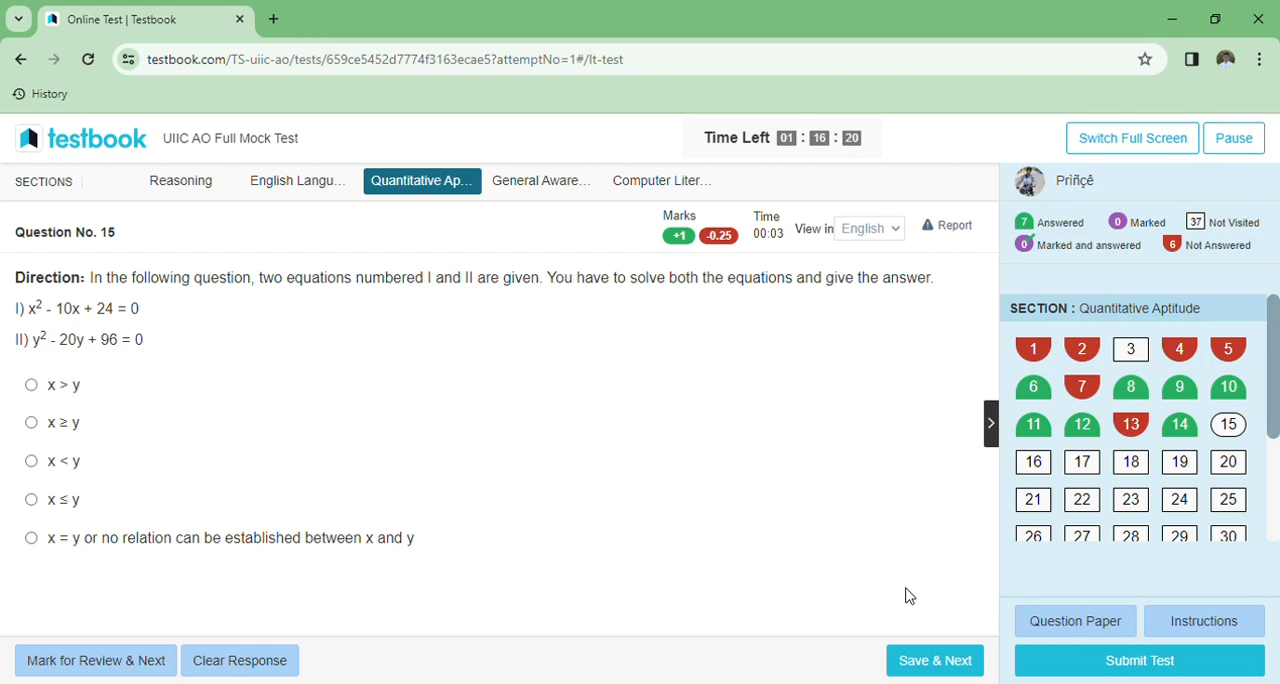 Online Test | Testbook
testbook.com/TS-uiic-ao/tests/659ce5452d7774f3163ecae5?attemptNo=1#/lt-test
History
testbook UIIC AO Full Mock Test
Time Left 01 : 16 : 20
Switch Full Screen
Pause
SECTIONS
Reasoning
English Langu...
Quantitative Ap...
General Aware...
Computer Liter...
Prïñçê
Question No. 15
Marks
+1 -0.25
Time
00:03
View in English
Report
7 Answered
0 Marked
37 Not Visited
0 Marked and answered
6 Not Answered
Direction: In the following question, two equations numbered I and II are given. You have to solve both the equations and give the answer.
I) x² - 10x + 24 = 0
II) y² - 20y + 96 = 0
x > y
x ≥ y
x < y
x ≤ y
x = y or no relation can be established between x and y
SECTION : Quantitative Aptitude
1 2 3 4 5
6 7 8 9 10
11 12 13 14 15
16 17 18 19 20
21 22 23 24 25
26 27 28 29 30
Question Paper
Instructions
Mark for Review & Next
Clear Response
Save & Next
Submit Test